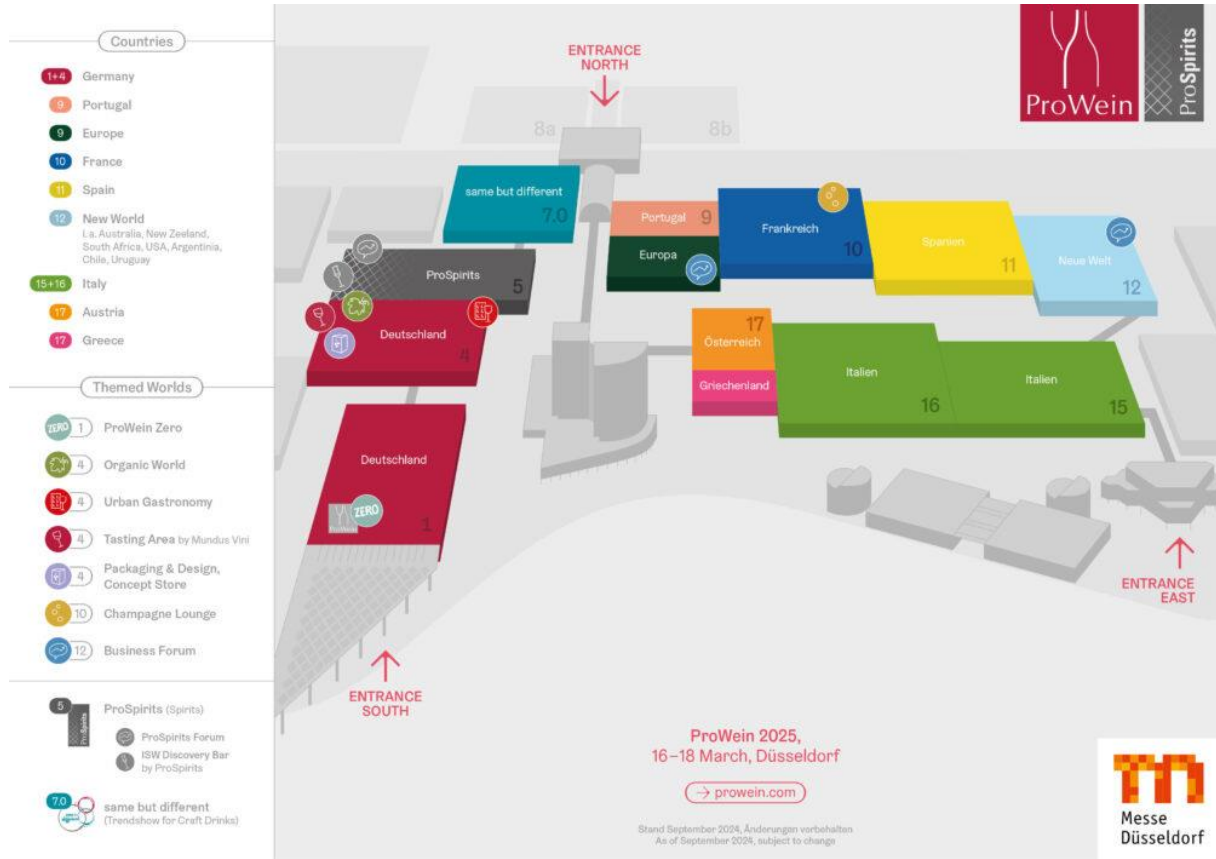 Countries
1+4 Germany
9 Portugal
9 Europe
10 France
11 Spain
12 New World
i.a. Australia, New Zeeland,
South Africa, USA, Argentinia,
Chile, Uruguay
15+16 Italy
17 Austria
17 Greece
Themed Worlds
ZERO 1 ProWein Zero
4 Organic World
4 Urban Gastronomy
4 Tasting Area by Mundus Vini
4 Packaging & Design,
Concept Store
10 Champagne Lounge
12 Business Forum
5 ProSpirits (Spirits)
ProSpirits
ProSpirits Forum
ISW Discovery Bar
by ProSpirits
7.0 same but different
(Trendshow for Craft Drinks)
ENTRANCE
NORTH
8a
8b
ProWein
ProSpirits
same but different
7.0
Portugal 9
Europa
Frankreich
10
Spanien
11
Neue Welt
12
ProSpirits
5
Deutschland
4
17
Österreich
Griechenland
Italien
16
Italien
15
Deutschland
ProWein
ZERO
1
ENTRANCE
EAST
ENTRANCE
SOUTH
ProWein 2025,
16–18 March, Düsseldorf
→ prowein.com
Stand September 2024, Änderungen vorbehalten
As of September 2024, subject to change
Messe
Düsseldorf